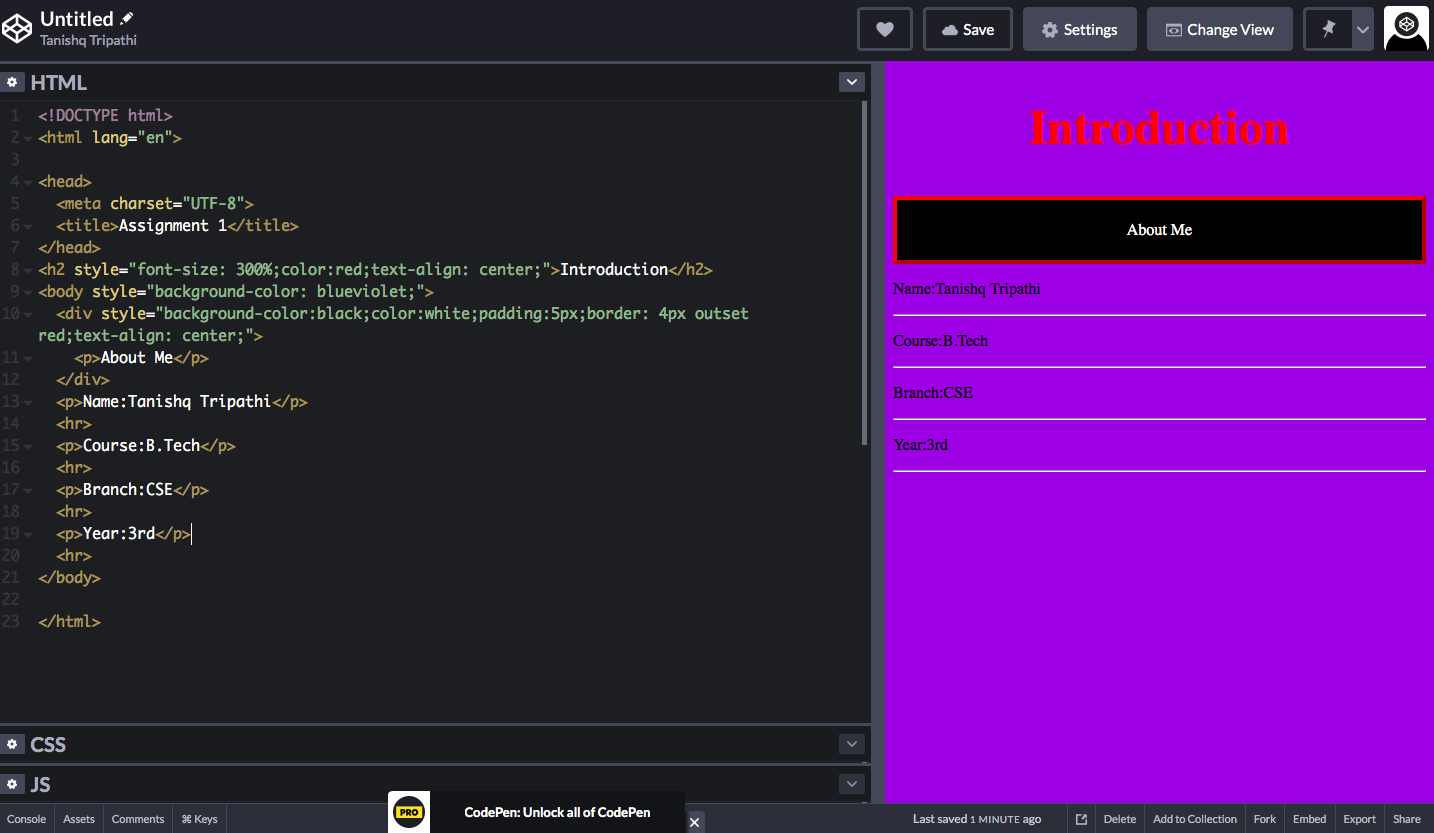 Untitled
Tanishq Tripathi
Save
Settings
Change View
HTML
1 <!DOCTYPE html>
2 <html lang="en">
3
4 <head>
5 <meta charset="UTF-8">
6 <title>Assignment 1</title>
7 </head>
8 <h2 style="font-size: 300%;color:red;text-align: center;">Introduction</h2>
9 <body style="background-color: blueviolet;">
10 <div style="background-color:black;color:white;padding:5px;border: 4px outset
red;text-align: center;">
11 <p>About Me</p>
12 </div>
13 <p>Name:Tanishq Tripathi</p>
14 <hr>
15 <p>Course:B.Tech</p>
16 <hr>
17 <p>Branch:CSE</p>
18 <hr>
19 <p>Year:3rd</p>
20 <hr>
21 </body>
22
23 </html>
CSS
JS
Introduction
About Me
Name:Tanishq Tripathi
Course:B.Tech
Branch:CSE
Year:3rd
Console Assets Comments ⌘ Keys
PRO CodePen: Unlock all of CodePen
Last saved 1 MINUTE ago
Delete Add to Collection Fork Embed Export Share